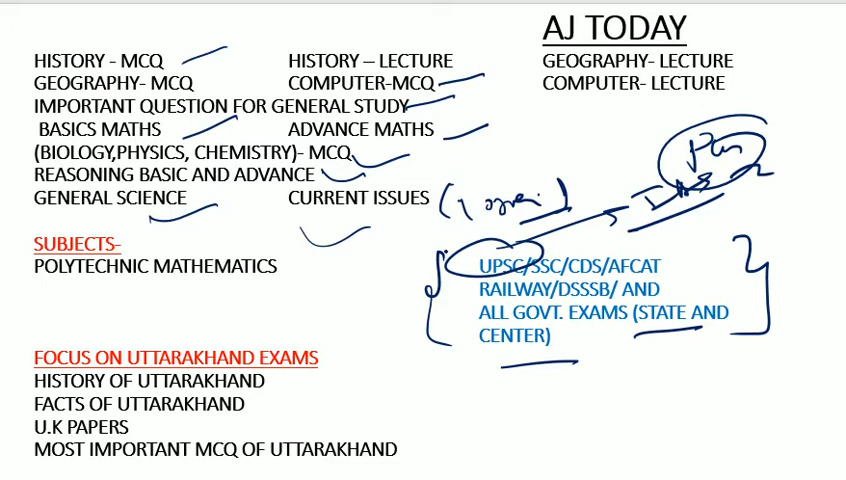 AJ TODAY
HISTORY - MCQ HISTORY – LECTURE GEOGRAPHY- LECTURE
GEOGRAPHY- MCQ COMPUTER-MCQ COMPUTER- LECTURE
IMPORTANT QUESTION FOR GENERAL STUDY
BASICS MATHS ADVANCE MATHS
(BIOLOGY,PHYSICS, CHEMISTRY)- MCQ
REASONING BASIC AND ADVANCE
GENERAL SCIENCE CURRENT ISSUES
SUBJECTS-
POLYTECHNIC MATHEMATICS
UPSC/SSC/CDS/AFCAT
RAILWAY/DSSSB/ AND
ALL GOVT. EXAMS (STATE AND
CENTER)
FOCUS ON UTTARAKHAND EXAMS
HISTORY OF UTTARAKHAND
FACTS OF UTTARAKHAND
U.K PAPERS
MOST IMPORTANT MCQ OF UTTARAKHAND